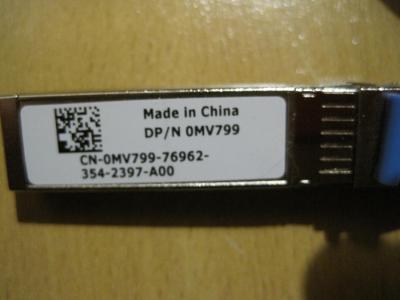 Made in China
DP/N 0MV799
CN-0MV799-76962-
354-2397-A00